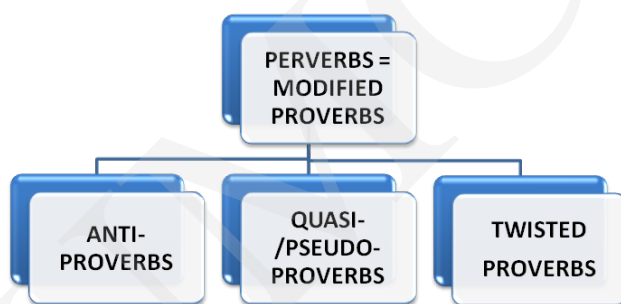 PERVERBS =
MODIFIED
PROVERBS
ANTI-
PROVERBS
QUASI-
/PSEUDO-
PROVERBS
TWISTED
PROVERBS